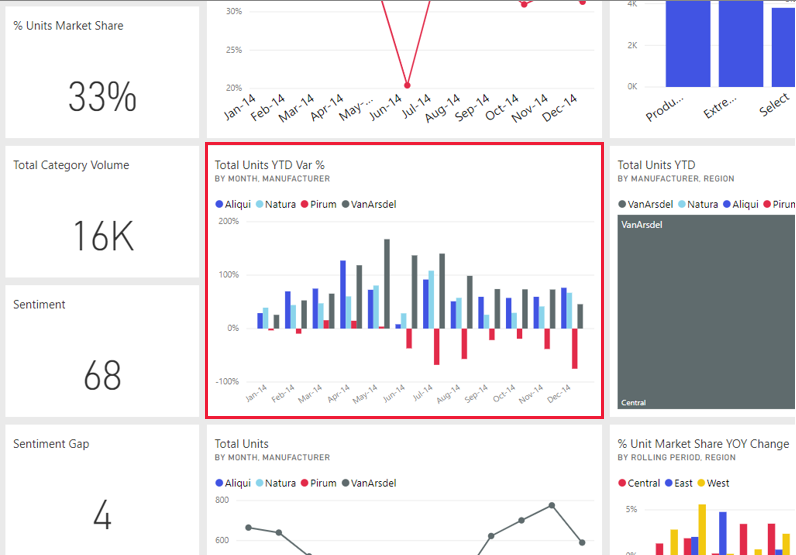 % Units Market Share
33%
30%
25%
20%
Jan-14 Feb-14 Mar-14 Apr-14 May-... Jun-14 Jul-14 Aug-14 Sep-14 Oct-14 Nov-14 Dec-14
4K
2K
0K
Produ... Extre... Select
Total Category Volume
16K
Total Units YTD Var %
BY MONTH, MANUFACTURER
Aliqui Natura Pirum VanArsdel
200%
100%
0%
-100%
Jan-14 Feb-14 Mar-14 Apr-14 May-14 Jun-14 Jul-14 Aug-14 Sep-14 Oct-14 Nov-14 Dec-14
Total Units YTD
BY MANUFACTURER, REGION
VanArsdel Natura Aliqui Pirum
VanArsdel
Central
Sentiment
68
Sentiment Gap
4
Total Units
BY MONTH, MANUFACTURER
Aliqui Natura Pirum VanArsdel
800
600
% Unit Market Share YOY Change
BY ROLLING PERIOD, REGION
Central East West
5%
0%